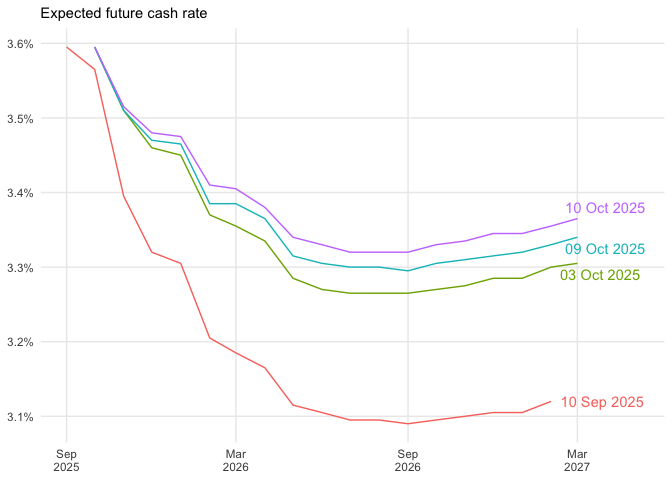 Expected future cash rate
3.6%
3.5%
3.4%
3.3%
3.2%
3.1%
10 Oct 2025
09 Oct 2025
03 Oct 2025
10 Sep 2025
Sep
2025
Mar
2026
Sep
2026
Mar
2027